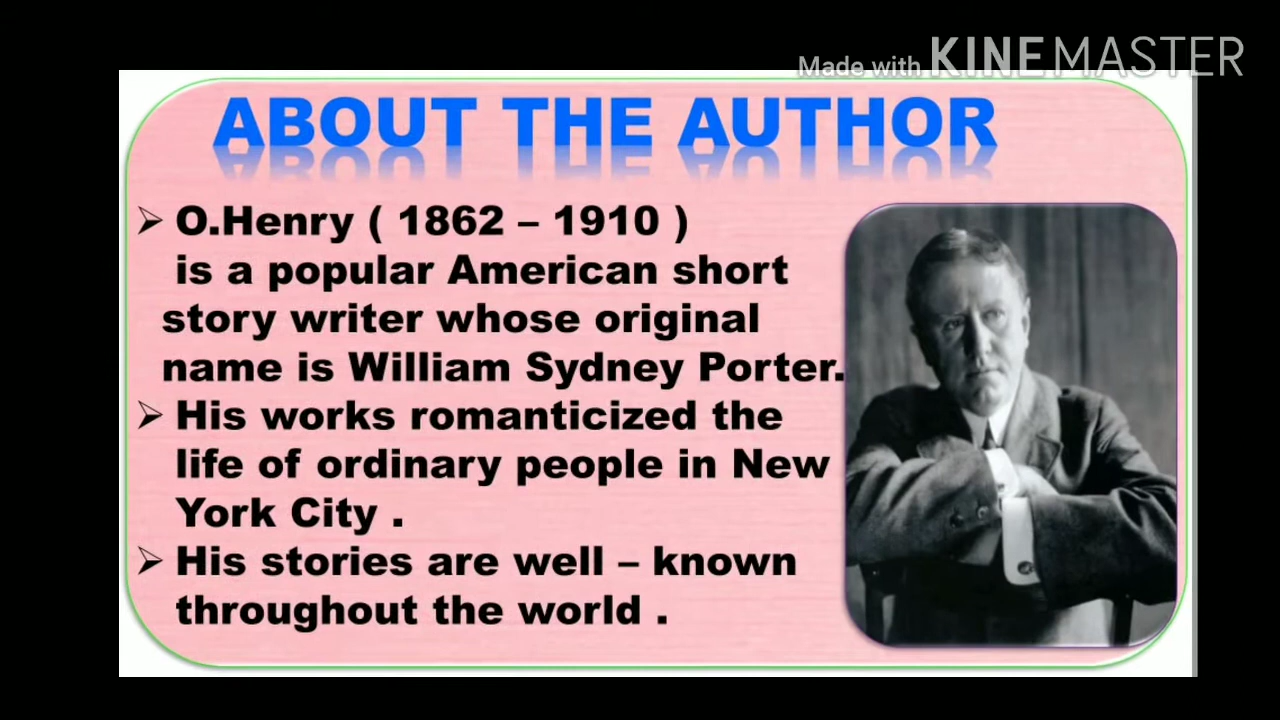 Made with KINEMASTER
ABOUT THE AUTHOR
➢ O.Henry ( 1862 – 1910 )
is a popular American short
story writer whose original
name is William Sydney Porter.
➢ His works romanticized the
life of ordinary people in New
York City .
➢ His stories are well – known
throughout the world .